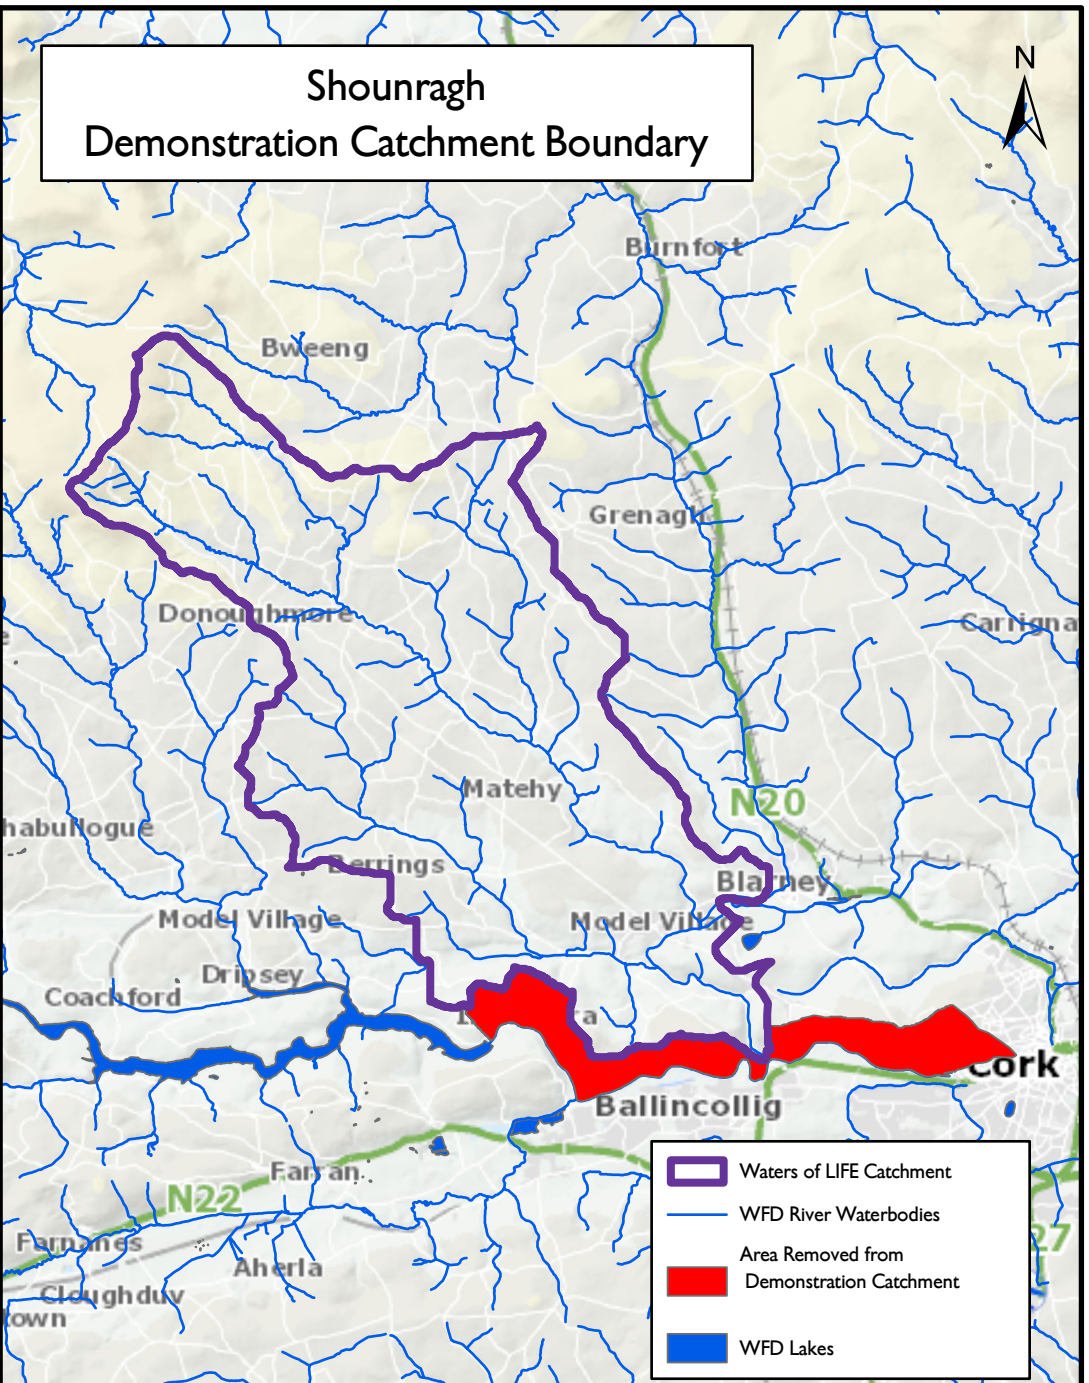 Shounragh
Demonstration Catchment Boundary
N
Burnfort
Bweeng
Grenagh
Donoughmore
Carrigna
e
Matehy
N20
habullogue
Berrings
Blarney
Model Village
Model Village
Dripsey
Coachford
Cork
Ballincollig
Farran
N22
Farnanes
Aherla
Cloughduv
town
27
Waters of LIFE Catchment
WFD River Waterbodies
Area Removed from
Demonstration Catchment
WFD Lakes